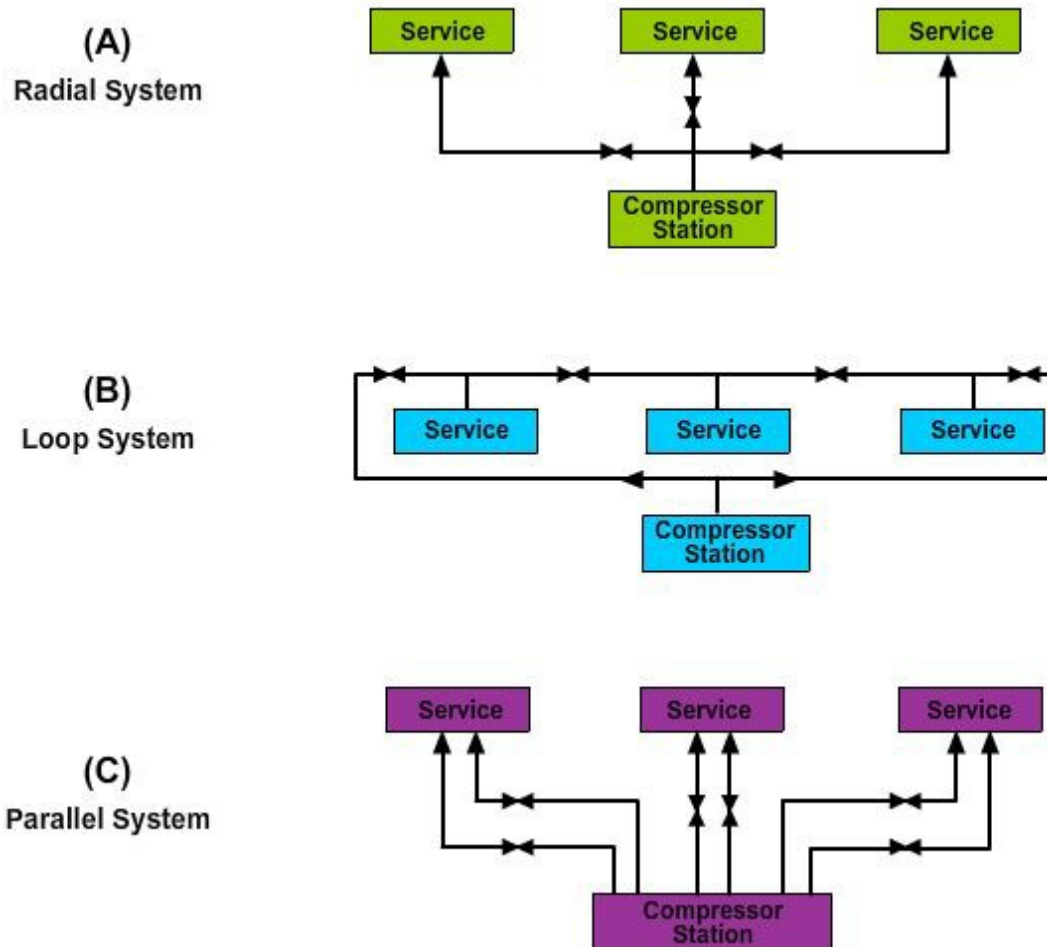 (A)
Radial System
Service
Service
Service
Compressor
Station
(B)
Loop System
Service
Service
Service
Compressor
Station
(C)
Parallel System
Service
Service
Service
Compressor
Station